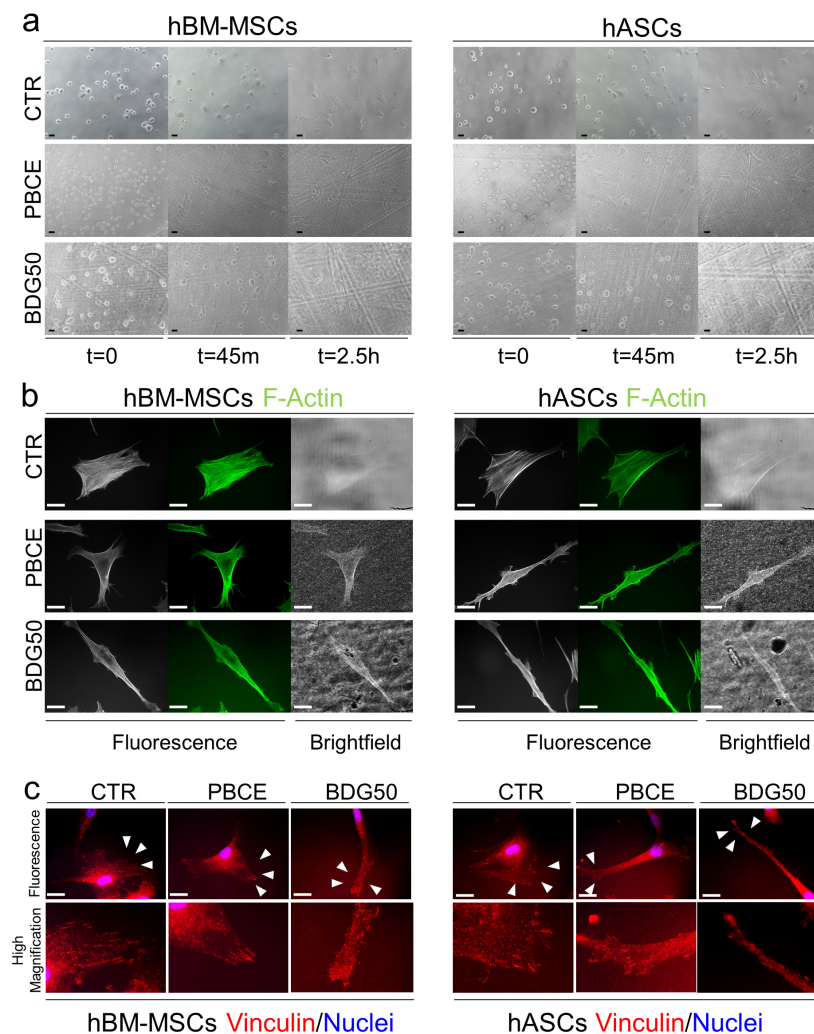 a
hBM-MSCs hASCs
CTR
PBCE
BDG50
t=0 t=45m t=2.5h t=0 t=45m t=2.5h
b
hBM-MSCs F-Actin hASCs F-Actin
CTR
PBCE
BDG50
Fluorescence Brightfield Fluorescence Brightfield
c
CTR PBCE BDG50 CTR PBCE BDG50
Fluorescence
High
Magnification
hBM-MSCs Vinculin/Nuclei hASCs Vinculin/Nuclei